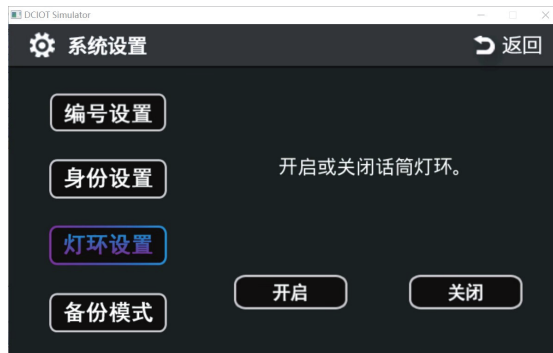 DCIOT Simulator
系统设置
返回
编号设置
身份设置
开启或关闭话筒灯环。
灯环设置
开启
关闭
备份模式